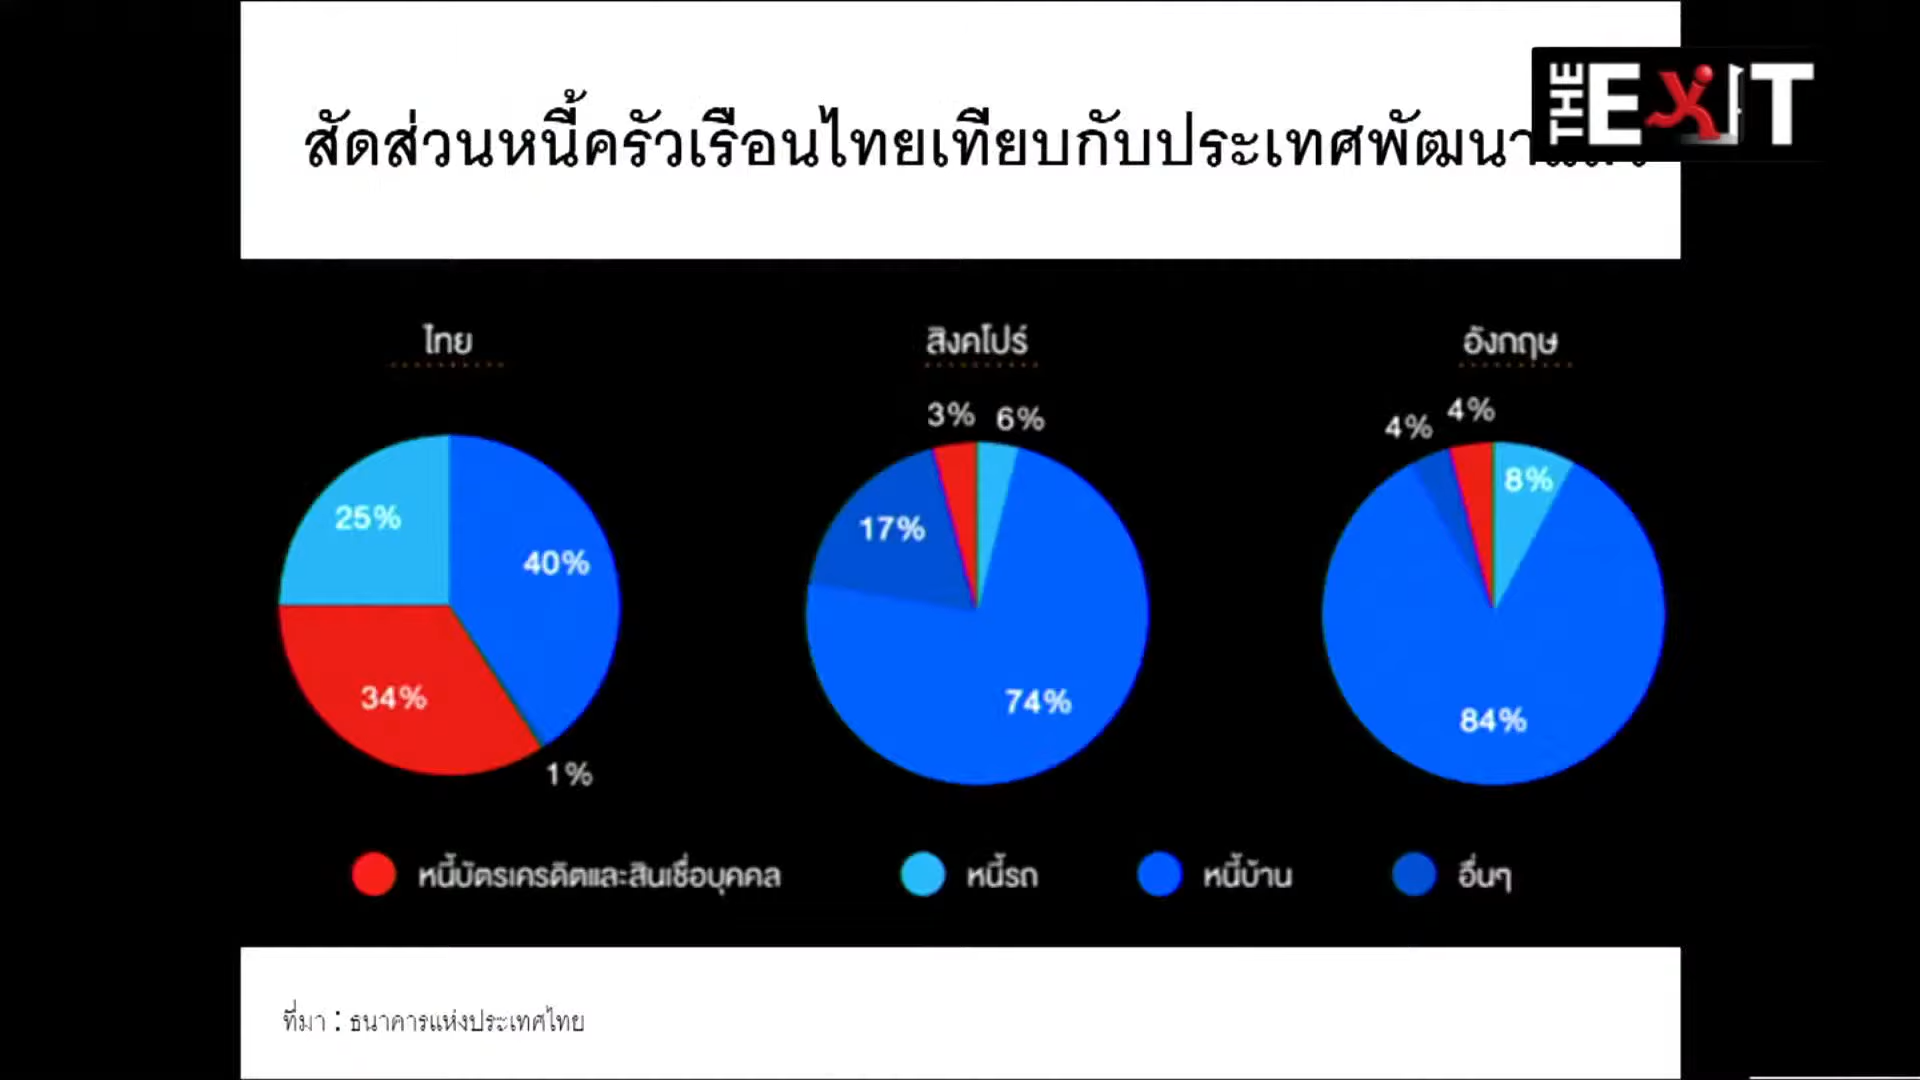 THE EXIT
สัดส่วนหนี้ครัวเรือนไทยเทียบกับประเทศพัฒนา
ไทย
สิงคโปร์
อังกฤษ
25%
40%
34%
1%
3%
6%
17%
74%
4%
4%
8%
84%
หนี้บัตรเครดิตและสินเชื่อบุคคล
หนี้รถ
หนี้บ้าน
อื่นๆ
ที่มา : ธนาคารแห่งประเทศไทย